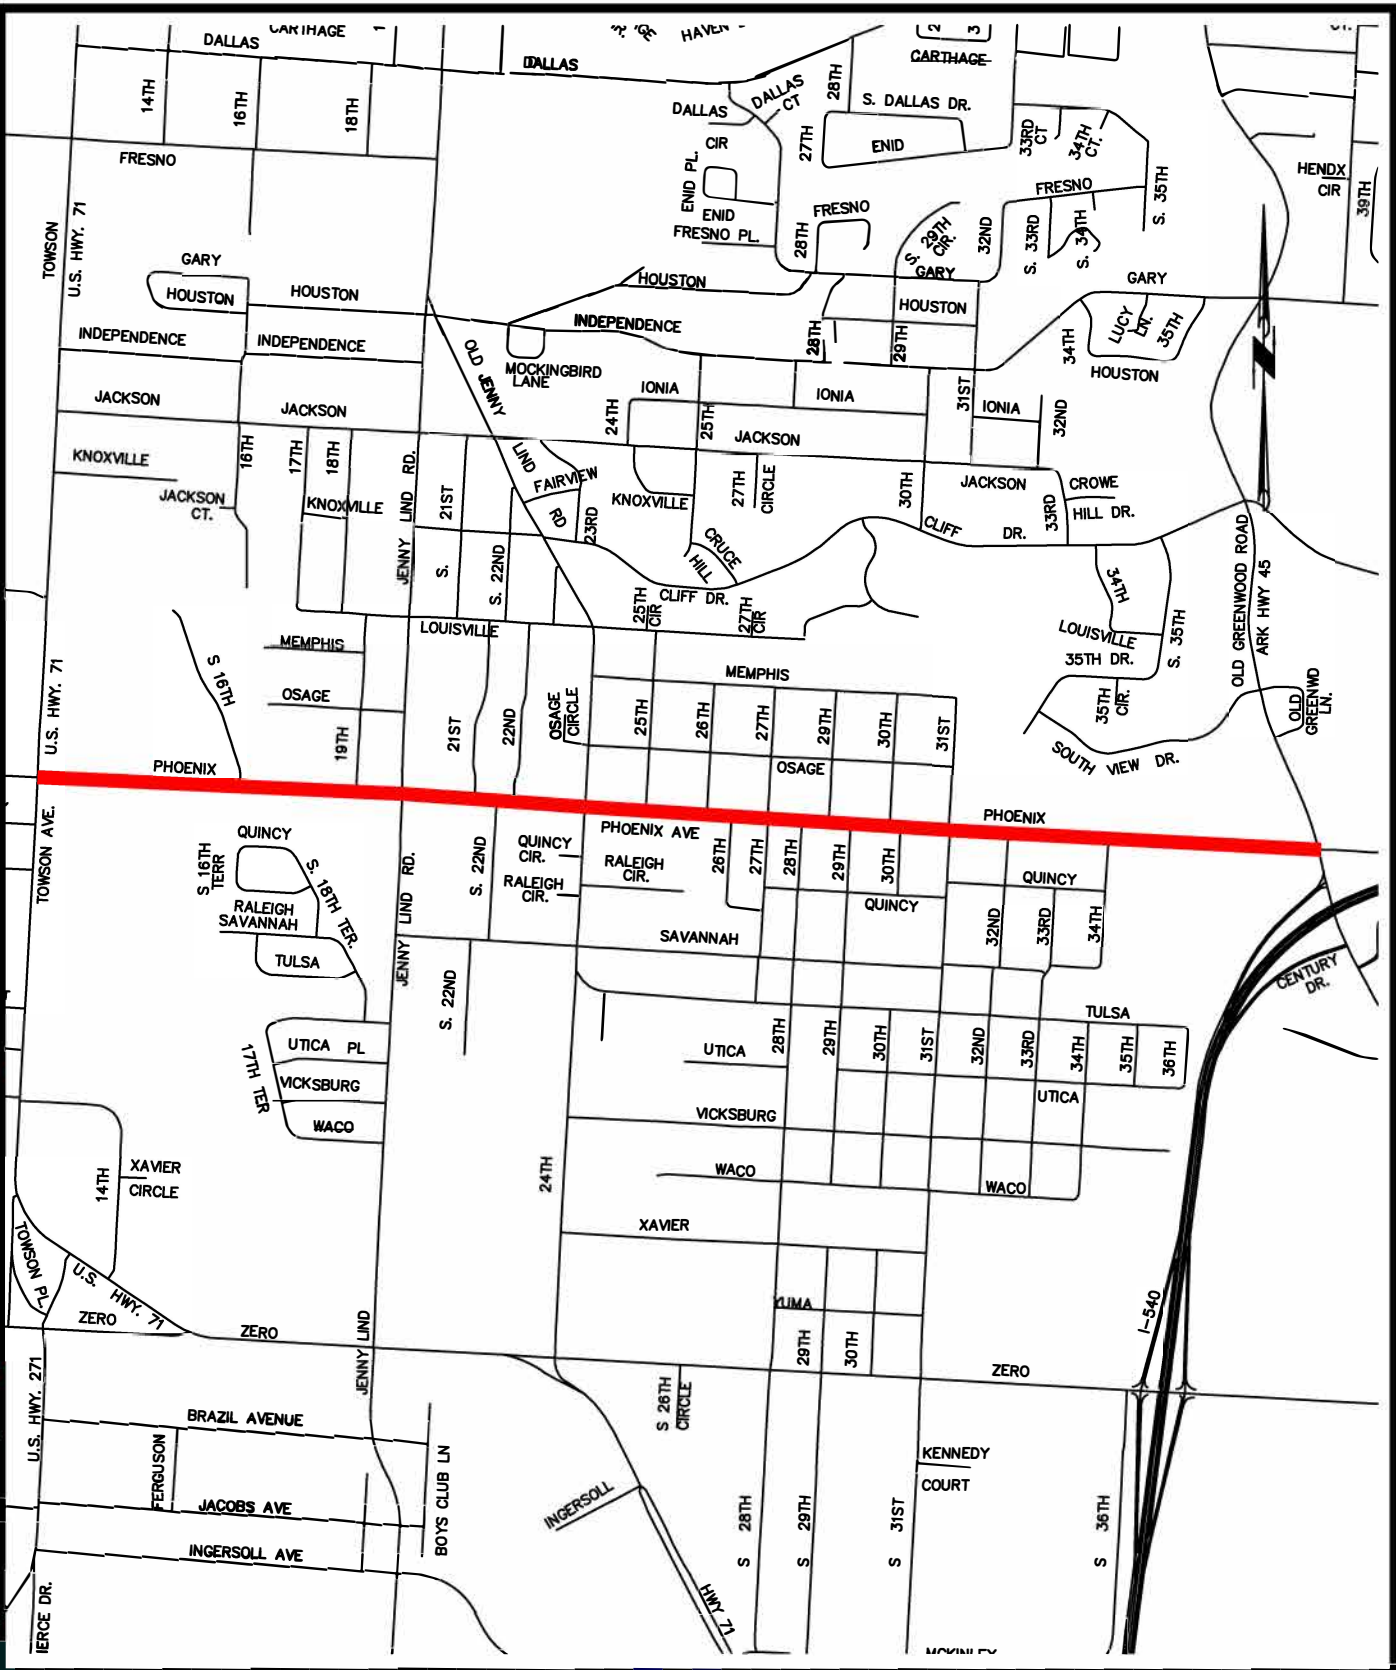 CARTHAGE
DALLAS
HAVEN
DALLAS
CARTHAGE
14TH
16TH
18TH
DALLAS
DALLAS
CT
28TH
S. DALLAS DR.
CIR
27TH
ENID
33RD
CT
34TH
CT.
FRESNO
HENDX
CIR
39TH
ENID PL.
ENID
FRESNO PL.
FRESNO
28TH
S. 29TH
CIR.
32ND
FRESNO
S. 33RD
S. 34TH
S. 35TH
TOWSON
U.S. HWY. 71
GARY
HOUSTON
HOUSTON
HOUSTON
GARY
GARY
HOUSTON
INDEPENDENCE
INDEPENDENCE
INDEPENDENCE
28TH
29TH
34TH
LUCY
LN.
35TH
HOUSTON
OLD JENNY
MOCKINGBIRD
LANE
JACKSON
JACKSON
IONIA
IONIA
24TH
25TH
JACKSON
31ST
IONIA
32ND
KNOXVILLE
16TH
17TH
18TH
JACKSON
CT.
KNOXVILLE
JENNY LIND RD.
S. 21ST
LIND
RD
FAIRVIEW
KNOXVILLE
27TH
CIRCLE
30TH
JACKSON
CROWE
HILL DR.
33RD
23RD
S. 22ND
CRUCE
HILL
CLIFF
DR.
CLIFF DR.
34TH
25TH
CIR
27TH
CIR
OLD GREENWOOD ROAD
ARK HWY 45
LOUISVILLE
LOUISVILLE
35TH DR.
S. 35TH
MEMPHIS
MEMPHIS
S 16TH
OSAGE
U.S. HWY. 71
19TH
21ST
22ND
OSAGE
CIRCLE
25TH
26TH
27TH
29TH
30TH
31ST
35TH
CIR.
OLD
GREENWD
LN.
SOUTH VIEW DR.
PHOENIX
OSAGE
PHOENIX
TOWSON AVE.
PHOENIX AVE
QUINCY
S 16TH
TERR
S. 18TH TER.
RALEIGH
SAVANNAH
TULSA
JENNY LIND RD.
S. 22ND
QUINCY
CIR.
RALEIGH
CIR.
RALEIGH
CIR.
26TH
27TH
28TH
29TH
30TH
QUINCY
QUINCY
32ND
33RD
34TH
SAVANNAH
CENTURY
DR.
S. 22ND
TULSA
UTICA PL
17TH TER
VICKSBURG
WACO
UTICA
28TH
29TH
30TH
31ST
32ND
33RD
34TH
35TH
36TH
UTICA
VICKSBURG
24TH
14TH
XAVIER
CIRCLE
WACO
WACO
XAVIER
TOWSON PL.
U.S. HWY. 71
ZERO
ZERO
JENNY LIND
YUMA
29TH
30TH
I-540
ZERO
U.S. HWY. 271
S 26TH
CIRCLE
BRAZIL AVENUE
FERGUSON
JACOBS AVE
BOYS CLUB LN
INGERSOLL
KENNEDY
COURT
S 28TH
S 29TH
S 31ST
S 36TH
INGERSOLL AVE
HWY 71
IERCE DR.
MCKINLEY